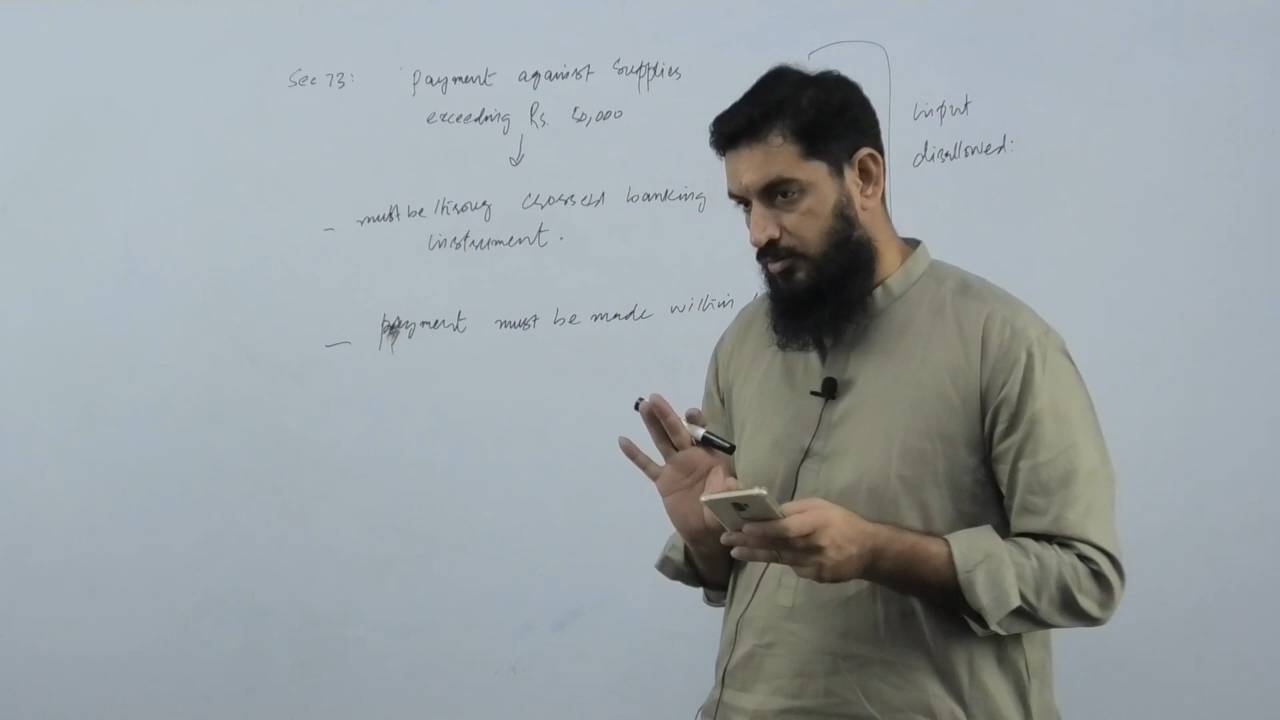 Sec 73: payment against supplies
exceeding Rs. 50,000
- must be throug crossed banking
instrument.
- payment must be made within
input
disallowed: